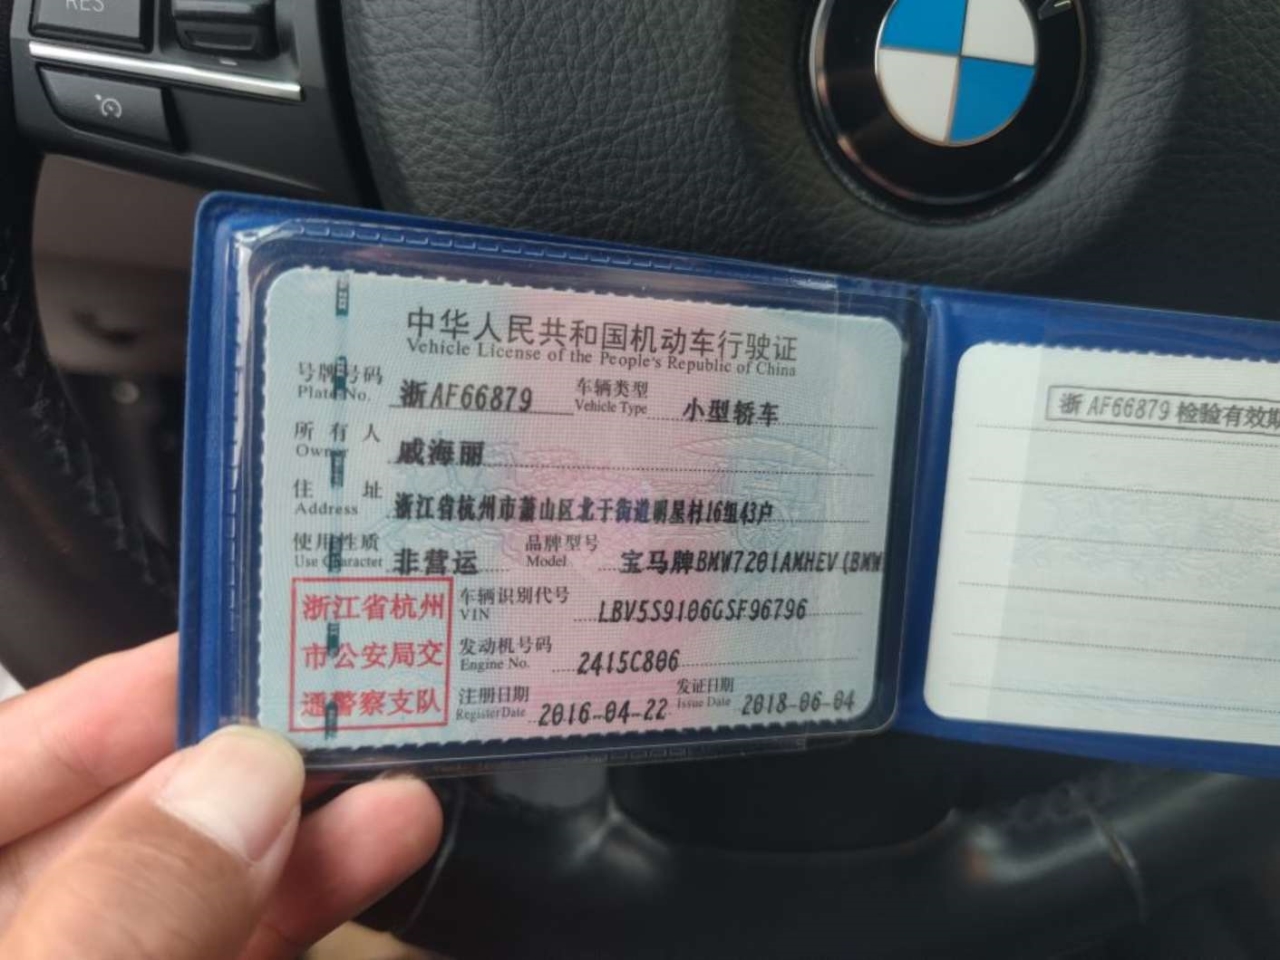 RES
中华人民共和国机动车行驶证
Vehicle License of the People's Republic of China
号牌号码 浙AF66879 车辆类型 小型轿车
Plate No. Vehicle Type
所有人 戚海丽
Owner
住址 浙江省杭州市萧山区北干街道明星村16组43户
Address
使用性质 非营运 品牌型号 宝马牌BMW7201AMHEV(BMW
Use Character Model
浙江省杭州
市公安局交
通警察支队
车辆识别代号 LBV5S9106GSF96796
VIN
发动机号码 2415C806
Engine No.
注册日期 2016-04-22 发证日期 2018-06-04
Register Date Issue Date
浙AF66879 检验有效期